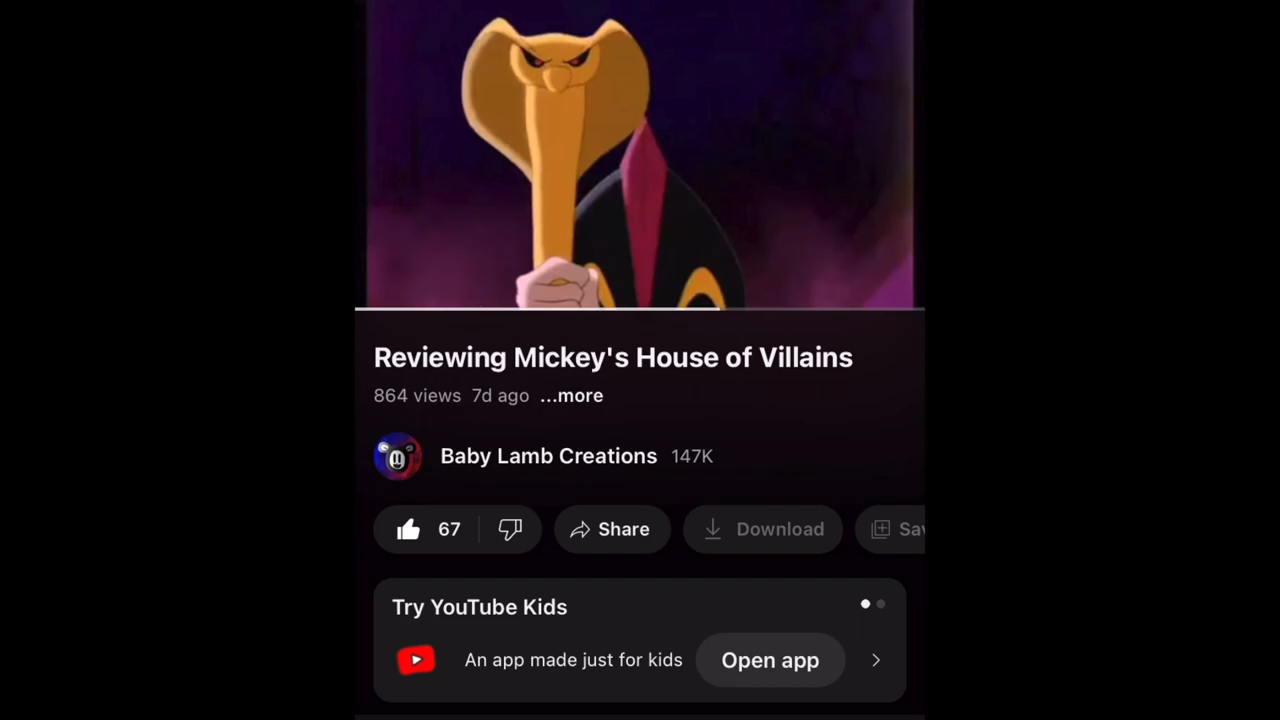 Reviewing Mickey's House of Villains
864 views 7d ago ...more
Baby Lamb Creations 147K
67 Share Download
Try YouTube Kids
An app made just for kids Open app